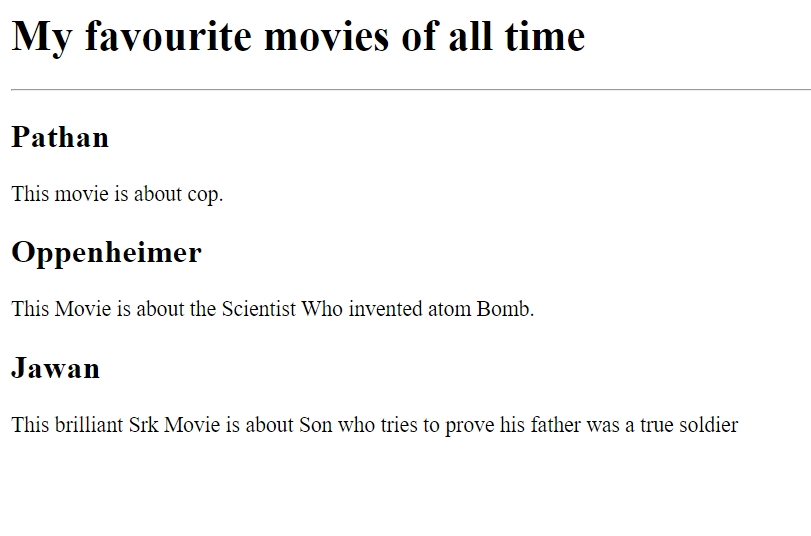 My favourite movies of all time
Pathan
This movie is about cop.
Oppenheimer
This Movie is about the Scientist Who invented atom Bomb.
Jawan
This brilliant Srk Movie is about Son who tries to prove his father was a true soldier